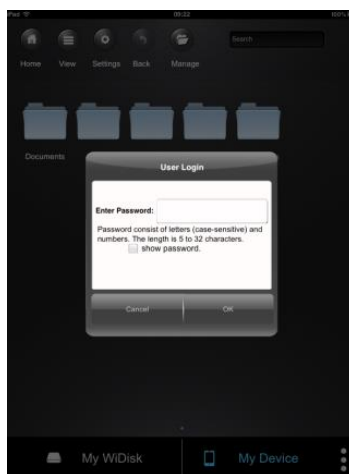 iPad 09:22 100%
Search
Home View Settings Back Manage
Documents
User Login
Enter Password:
Password consist of letters (case-sensitive) and
numbers. The length is 5 to 32 characters.
show password.
Cancel OK
My WiDisk My Device